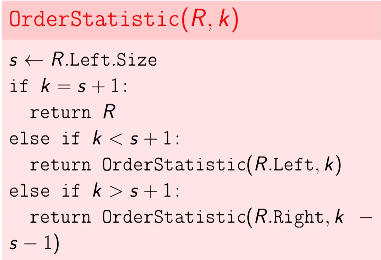 OrderStatistic(R, k)
s ← R.Left.Size
if k = s + 1:
return R
else if k < s + 1:
return OrderStatistic(R.Left, k)
else if k > s + 1:
return OrderStatistic(R.Right, k −
s − 1)